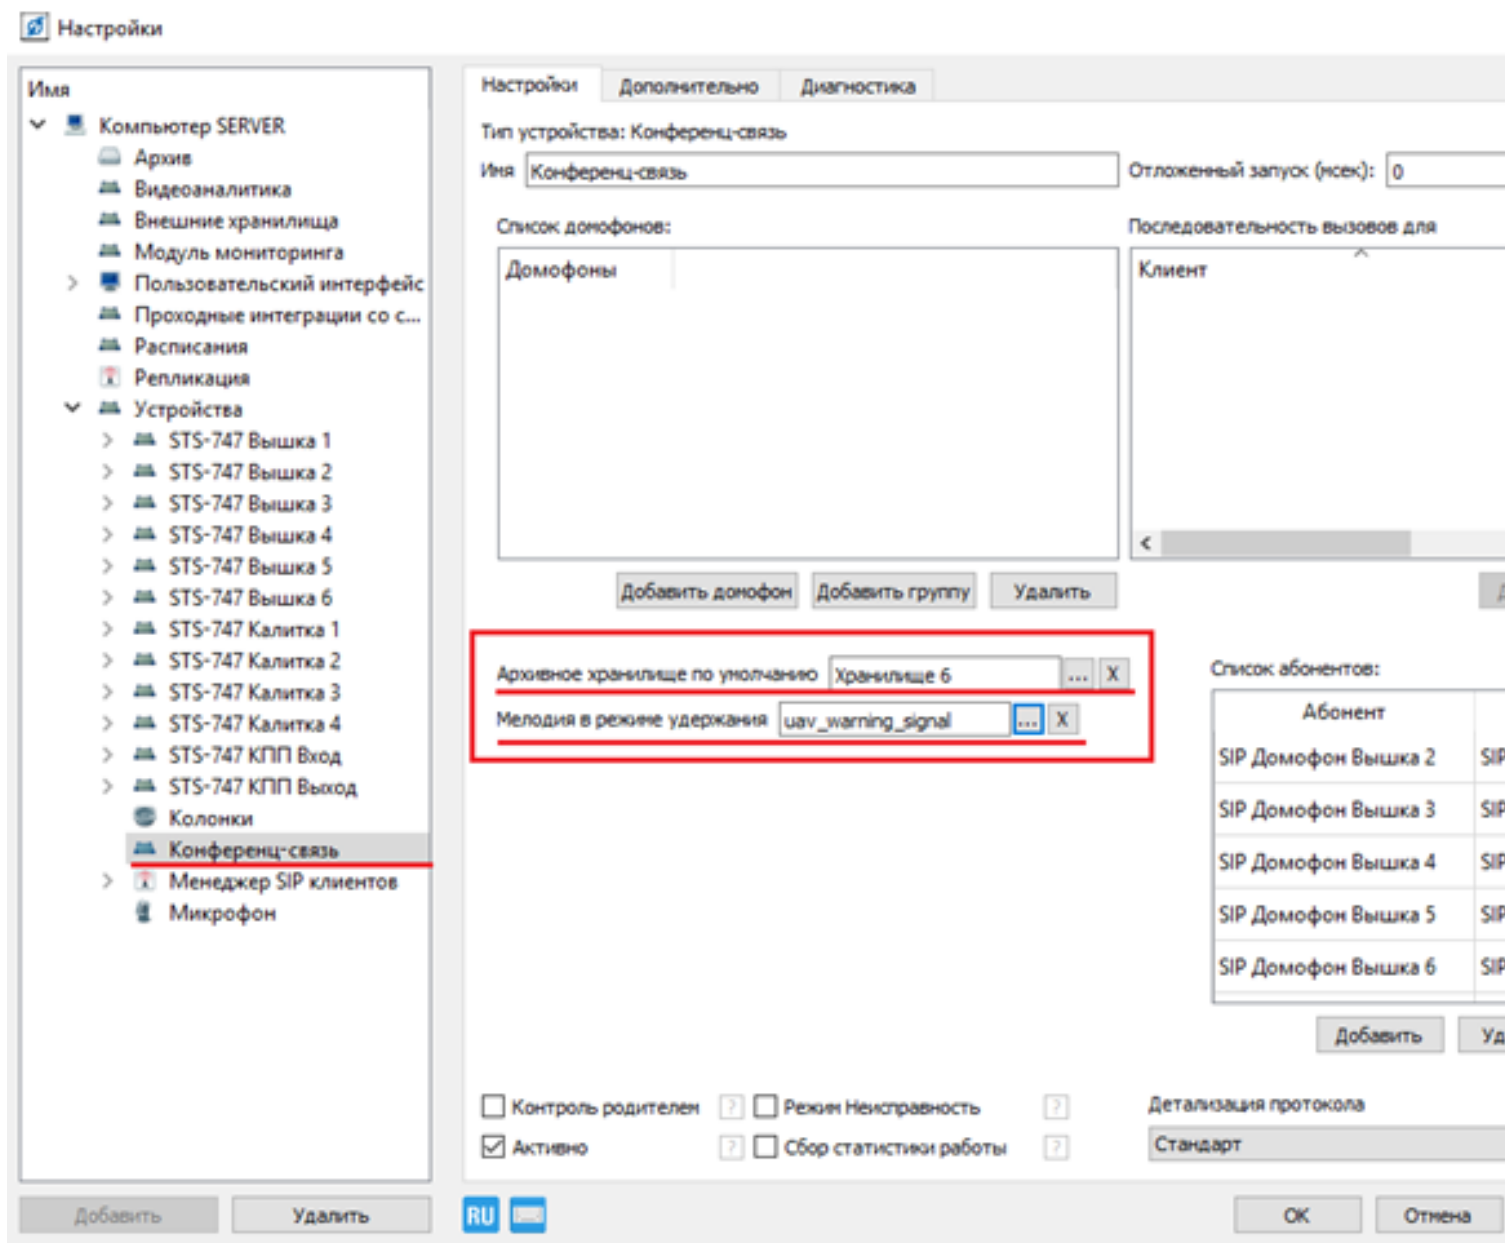 Настройки
Имя
Компьютер SERVER
Архив
Видеоаналитика
Внешние хранилища
Модуль мониторинга
Пользовательский интерфейс
Проходные интеграции со с...
Расписания
Репликация
Устройства
STS-747 Вышка 1
STS-747 Вышка 2
STS-747 Вышка 3
STS-747 Вышка 4
STS-747 Вышка 5
STS-747 Вышка 6
STS-747 Калитка 1
STS-747 Калитка 2
STS-747 Калитка 3
STS-747 Калитка 4
STS-747 КПП Вход
STS-747 КПП Выход
Колонки
Конференц-связь
Менеджер SIP клиентов
Микрофон
Добавить Удалить
Настройки Дополнительно Диагностика
Тип устройства: Конференц-связь
Имя Конференц-связь Отложенный запуск (мсек): 0
Список домофонов: Последовательность вызовов для
Домофоны Клиент
Добавить домофон Добавить группу Удалить
Архивное хранилище по умолчанию Хранилище 6 ... X
Мелодия в режиме удержания uav_warning_signal ... X
Список абонентов:
Абонент
SIP Домофон Вышка 2 SIP
SIP Домофон Вышка 3 SIP
SIP Домофон Вышка 4 SIP
SIP Домофон Вышка 5 SIP
SIP Домофон Вышка 6 SIP
Добавить Уд
Контроль родителем ? Режим Неисправность ? Детализация протокола
Активно ? Сбор статистики работы ? Стандарт
RU OK Отмена